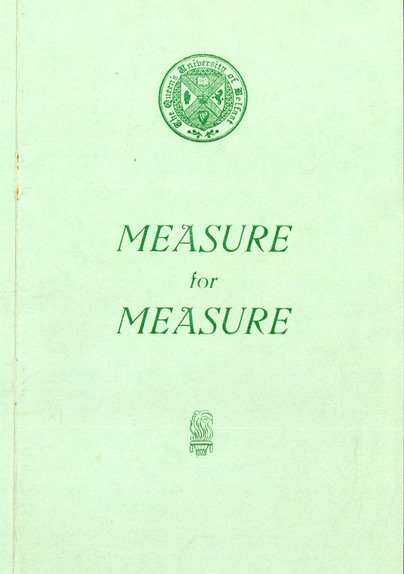 The Queen's University of Belfast
MEASURE
for
MEASURE